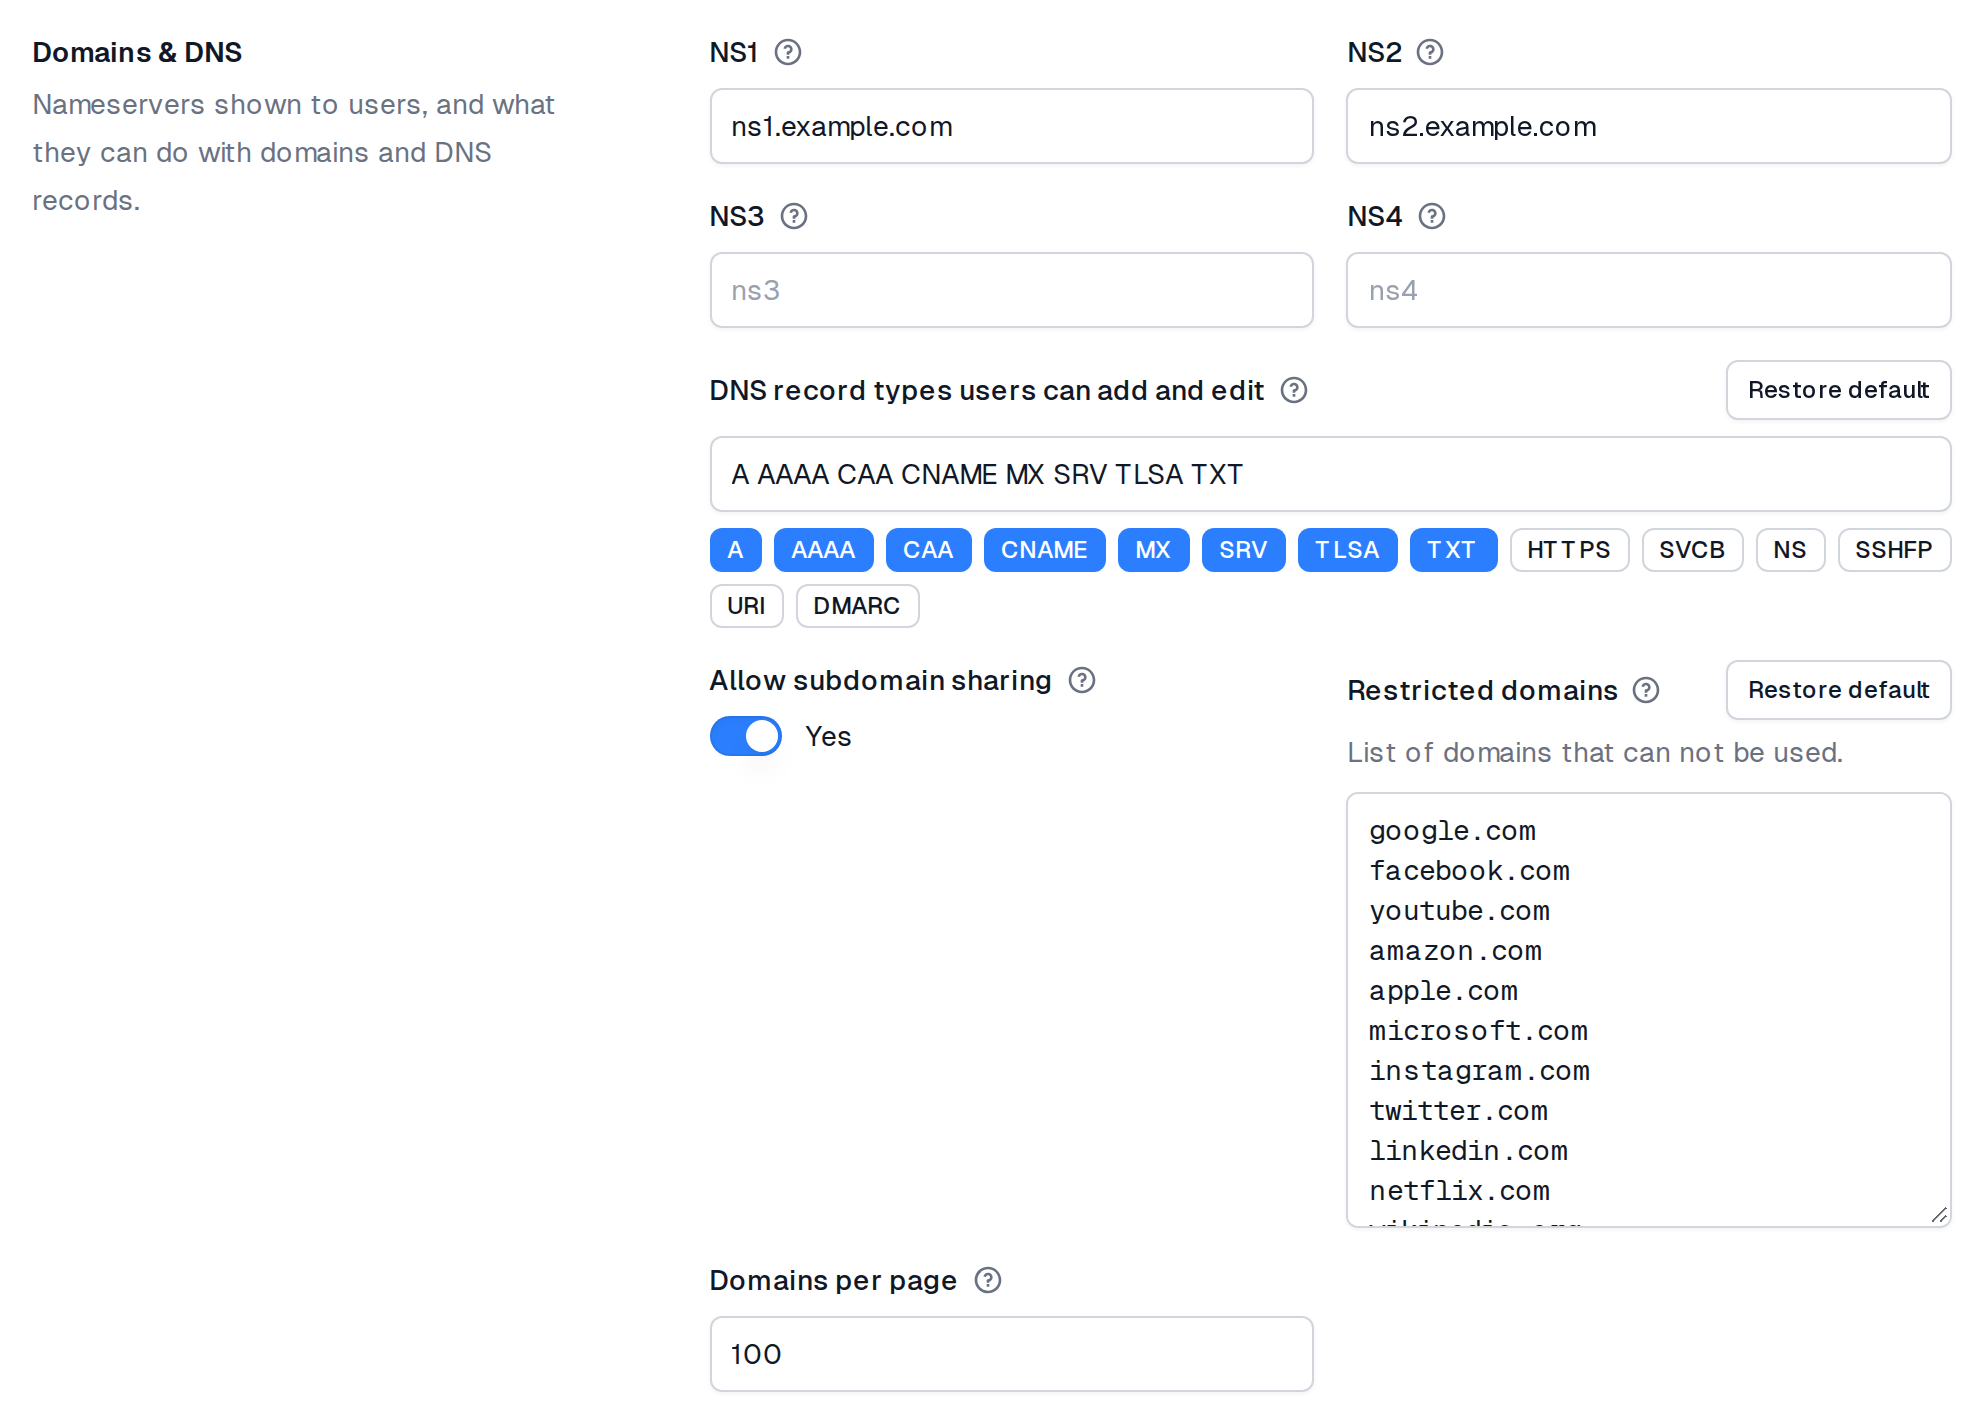 Domains & DNS
Nameservers shown to users, and what
they can do with domains and DNS
records.
NS1
ns1.example.com
NS2
ns2.example.com
NS3
ns3
NS4
ns4
DNS record types users can add and edit
Restore default
A AAAA CAA CNAME MX SRV TLSA TXT
A AAAA CAA CNAME MX SRV TLSA TXT HTTPS SVCB NS SSHFP
URI DMARC
Allow subdomain sharing
Yes
Restricted domains
Restore default
List of domains that can not be used.
google.com
facebook.com
youtube.com
amazon.com
apple.com
microsoft.com
instagram.com
twitter.com
linkedin.com
netflix.com
Domains per page
100